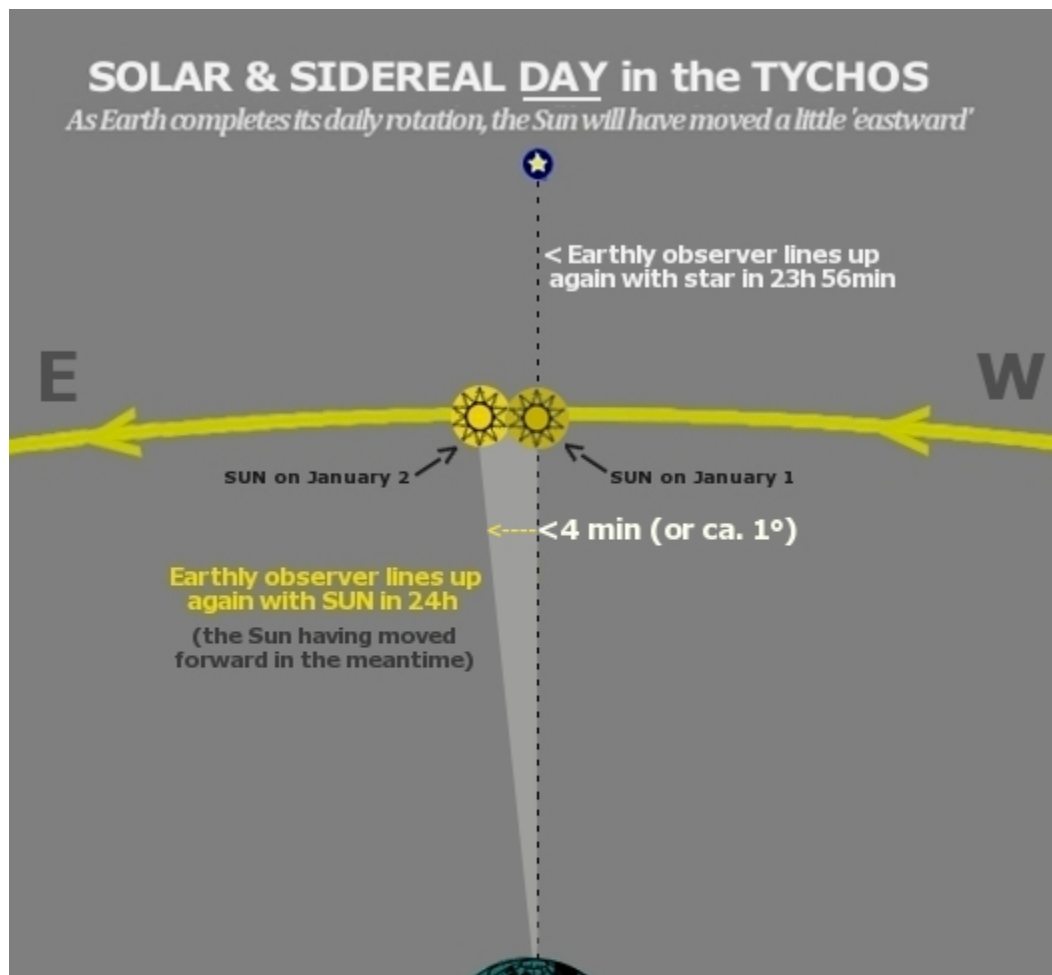 SOLAR & SIDEREAL DAY in the TYCHOS
As Earth completes its daily rotation, the Sun will have moved a little 'eastward'
< Earthly observer lines up
again with star in 23h 56min
E
W
SUN on January 2
SUN on January 1
<4 min (or ca. 1°)
Earthly observer lines up
again with SUN in 24h
(the Sun having moved
forward in the meantime)